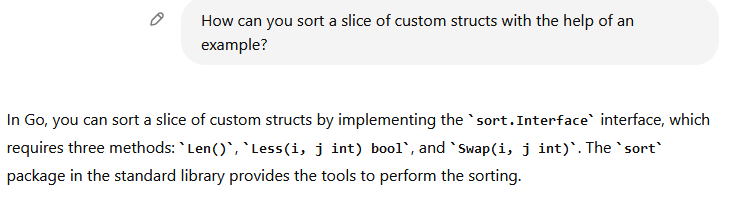 How can you sort a slice of custom structs with the help of an
example?
In Go, you can sort a slice of custom structs by implementing the `sort.Interface` interface, which
requires three methods: `Len()`, `Less(i, j int) bool`, and `Swap(i, j int)`. The `sort`
package in the standard library provides the tools to perform the sorting.